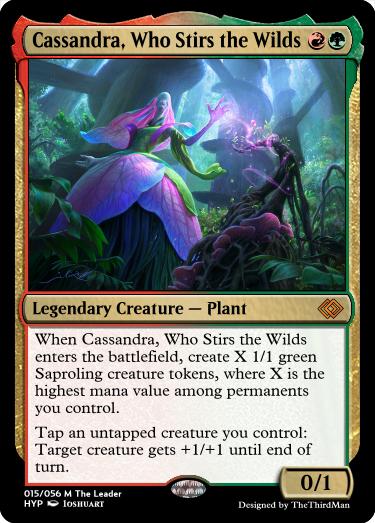 Cassandra, Who Stirs the Wilds
Legendary Creature — Plant
When Cassandra, Who Stirs the Wilds
enters the battlefield, create X 1/1 green
Saproling creature tokens, where X is the
highest mana value among permanents
you control.
Tap an untapped creature you control:
Target creature gets +1/+1 until end of
turn.
0/1
015/056 M The Leader
HYP Ioshuart
Designed by TheThirdMan